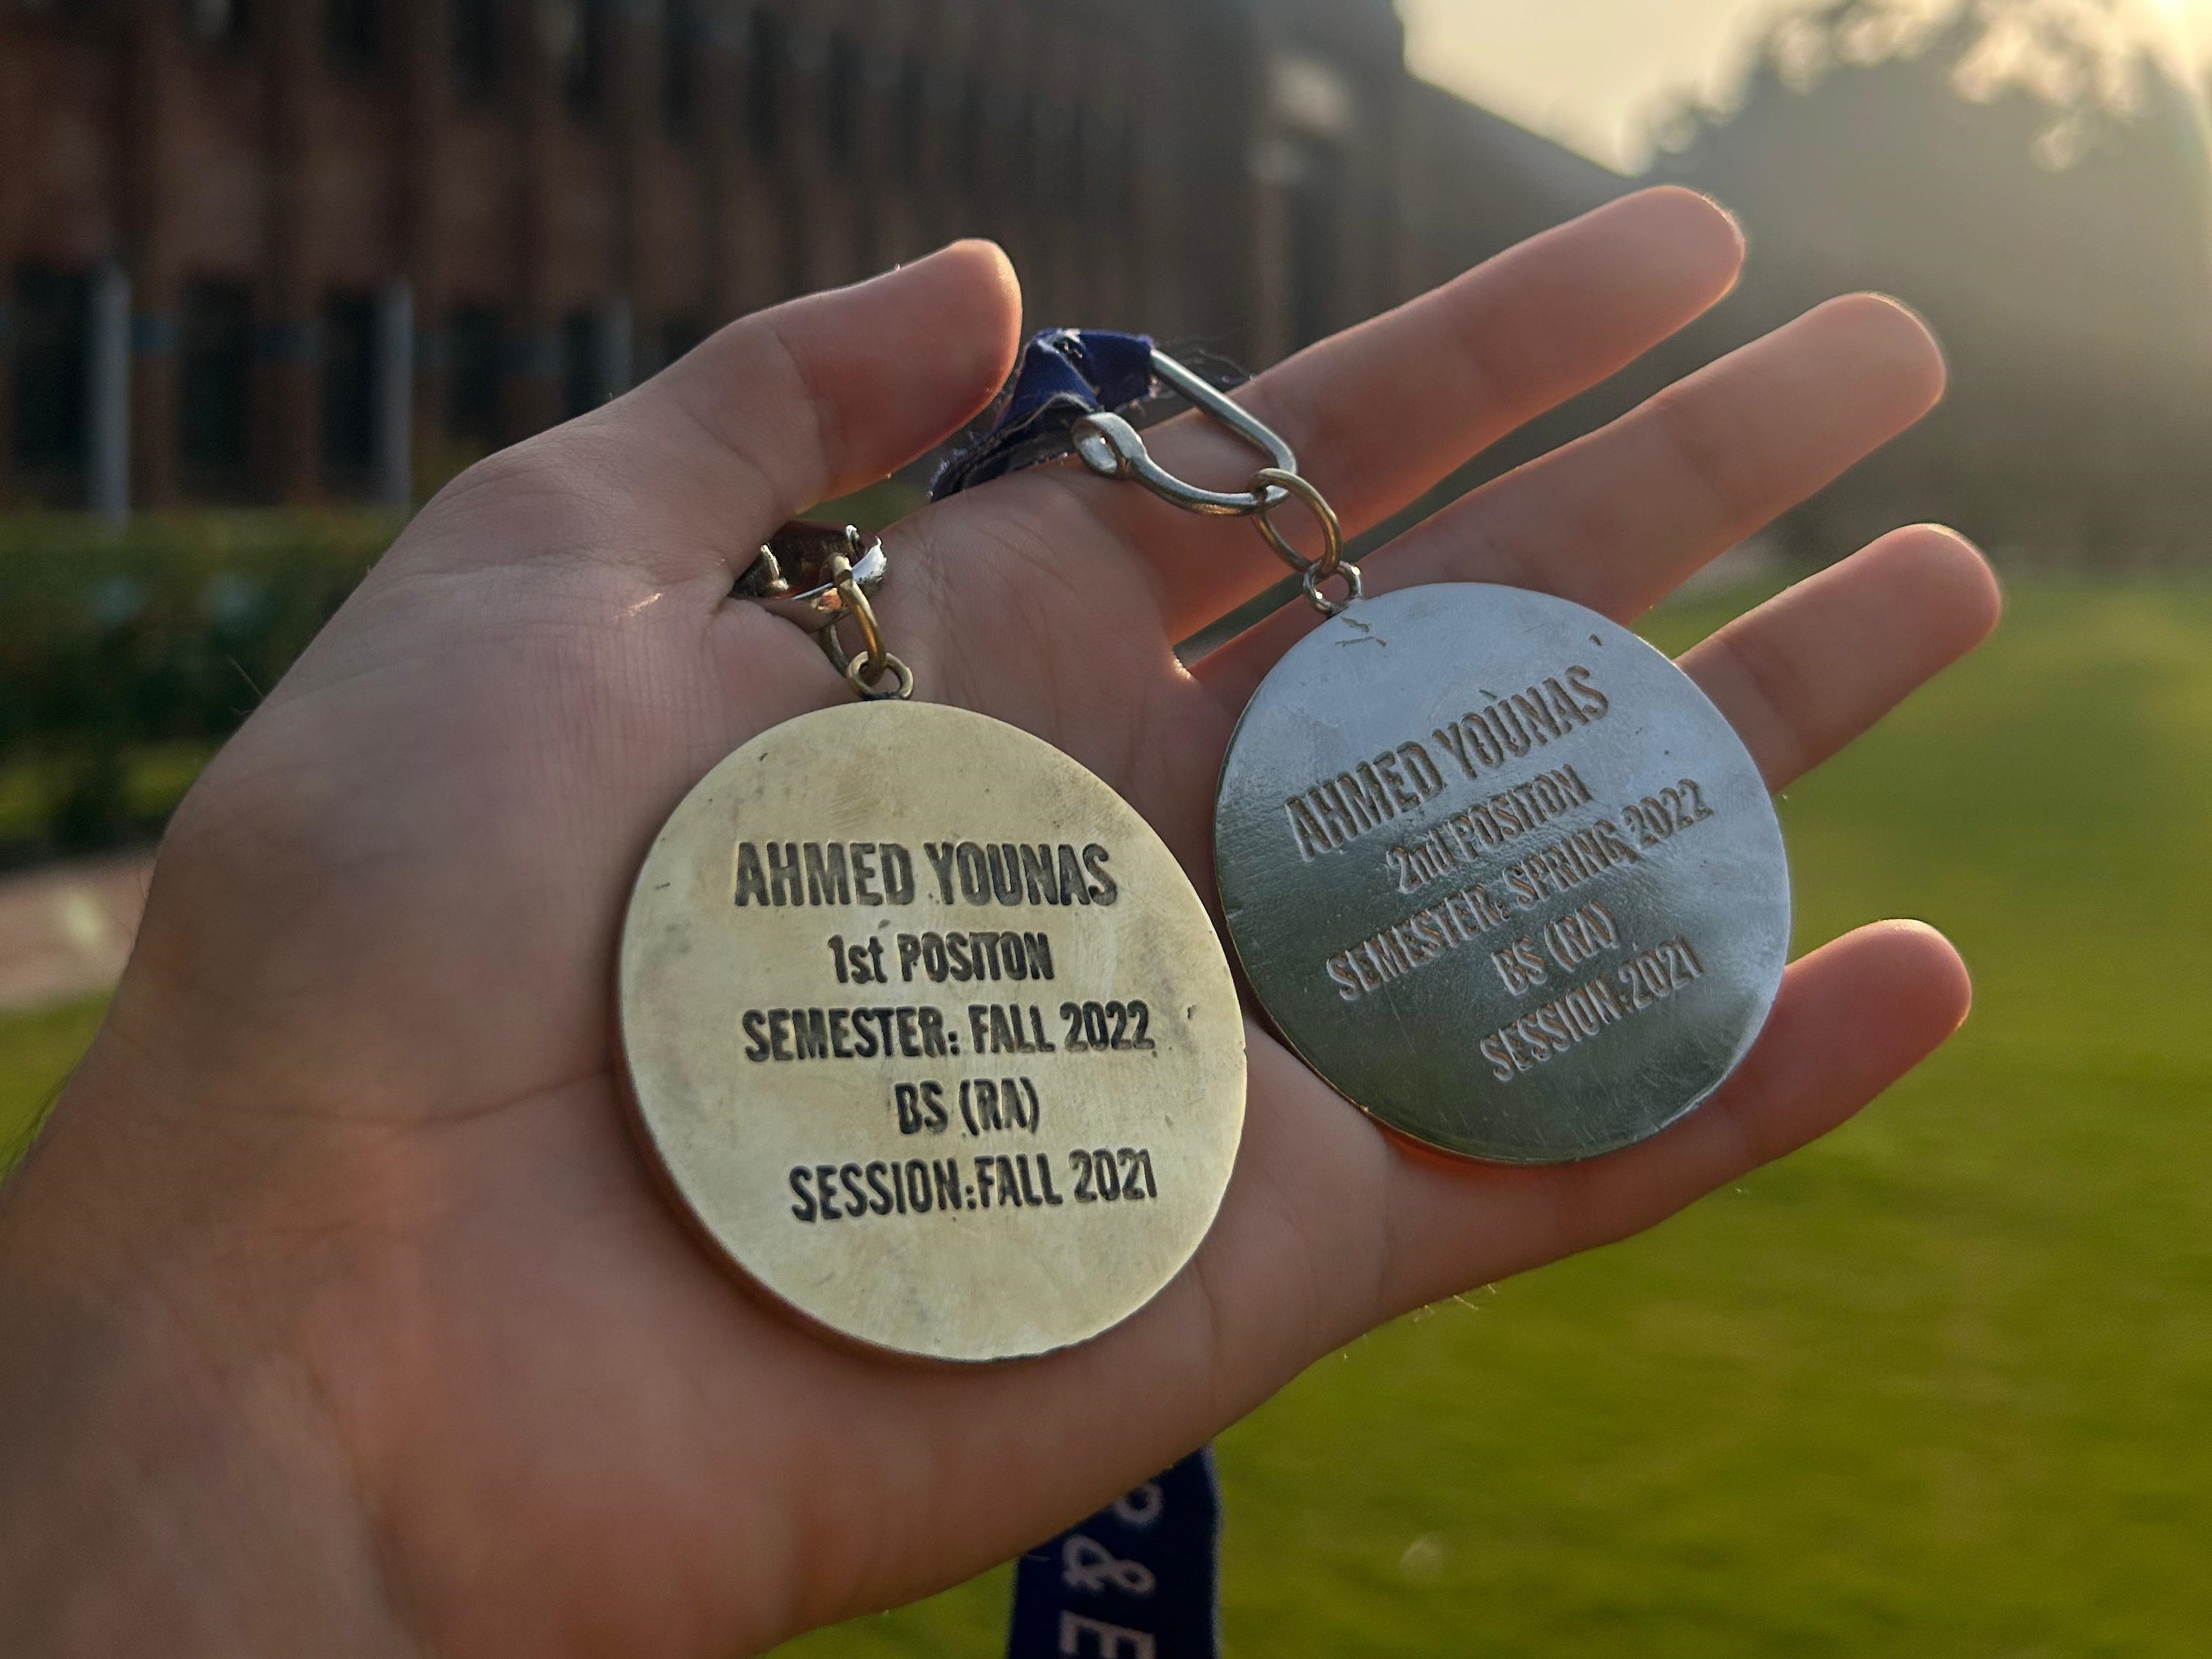 AHMED YOUNAS
1st POSITON
SEMESTER: FALL 2022
BS (RA)
SESSION:FALL 2021
AHMED YOUNAS
2nd POSITON
SEMESTER: SPRING 2022
BS (RA)
SESSION:2021
P & E